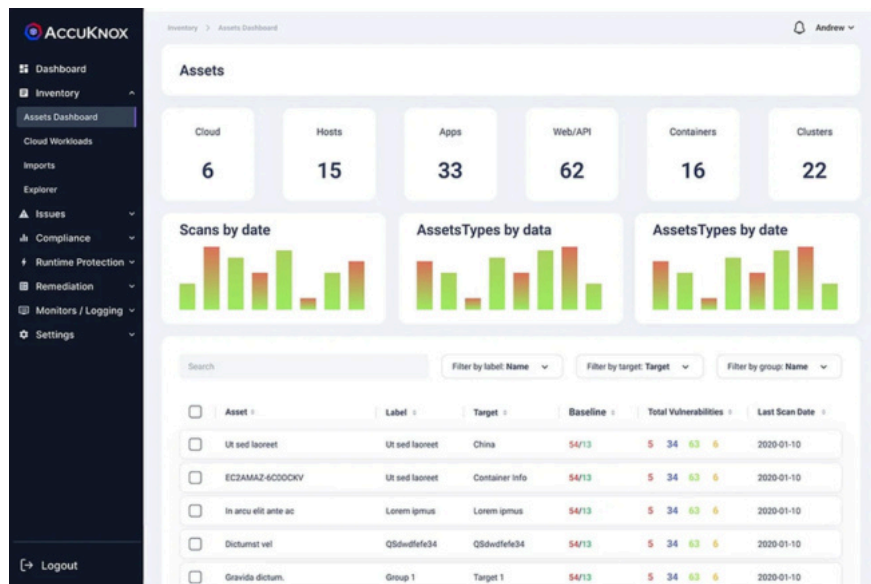 ACCUKNOX
Dashboard
Inventory
Assets Dashboard
Cloud Workloads
Imports
Explorer
Issues
Compliance
Runtime Protection
Remediation
Monitors / Logging
Settings
Logout
Inventory > Assets Dashboard
Andrew
Assets
Cloud
6
Hosts
15
Apps
33
Web/API
62
Containers
16
Clusters
22
Scans by date
AssetsTypes by data
AssetsTypes by date
Search
Filter by label: Name
Filter by target: Target
Filter by group: Name
Asset Label Target Baseline Total Vulnerabilities Last Scan Date
Ut sed laoreet Ut sed laoreet China 54/13 5 34 63 6 2020-01-10
EC2AMAZ-6CDDCKV Ut sed laoreet Container Info 54/13 5 34 63 6 2020-01-10
In arcu elit ante ac Lorem ipmus Lorem ipmus 54/13 5 34 63 6 2020-01-10
Dictumst vel QSdwdfefe34 QSdwdfefe34 54/13 5 34 63 6 2020-01-10
Gravida dictum. Group 1 Target 1 54/13 5 34 63 6 2020-01-10